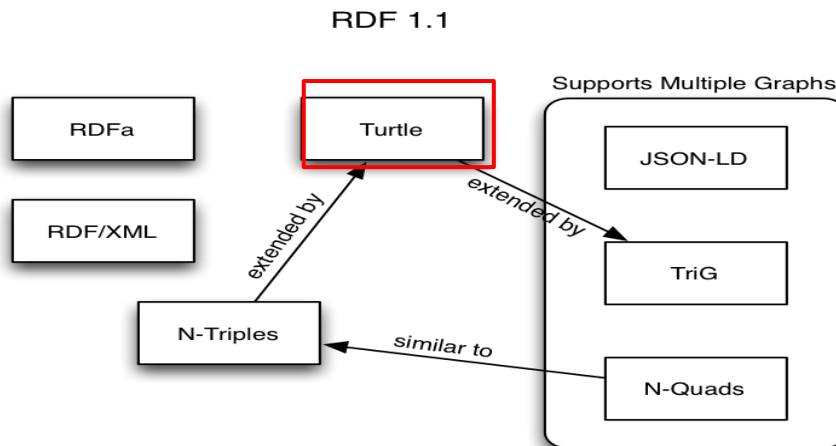 RDF 1.1
Supports Multiple Graphs
RDFa
Turtle
JSON-LD
extended by
extended by
RDF/XML
TriG
N-Triples
similar to
N-Quads